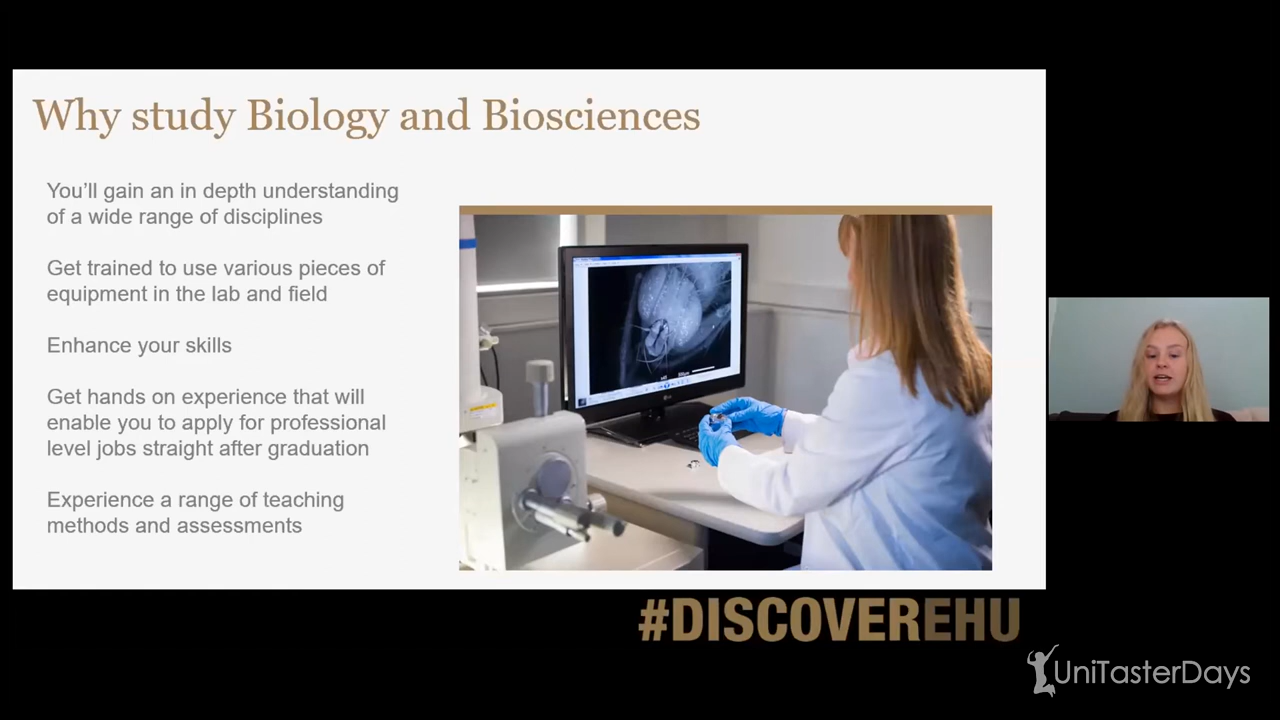 Why study Biology and Biosciences
You'll gain an in depth understanding
of a wide range of disciplines
Get trained to use various pieces of
equipment in the lab and field
Enhance your skills
Get hands on experience that will
enable you to apply for professional
level jobs straight after graduation
Experience a range of teaching
methods and assessments
#DISCOVEREHU
UniTasterDays